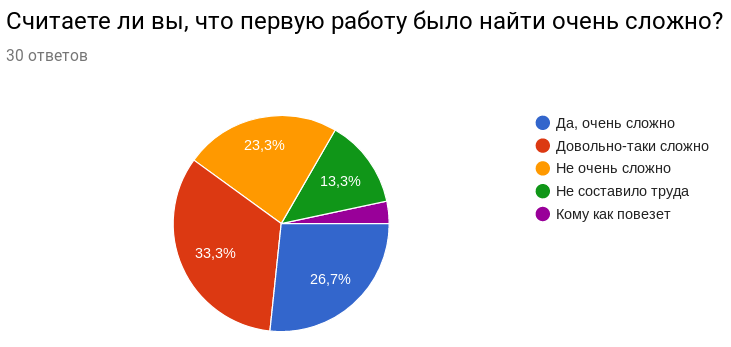 Считаете ли вы, что первую работу было найти очень сложно?
30 ответов
23,3%
13,3%
33,3%
26,7%
Да, очень сложно
Довольно-таки сложно
Не очень сложно
Не составило труда
Кому как повезет